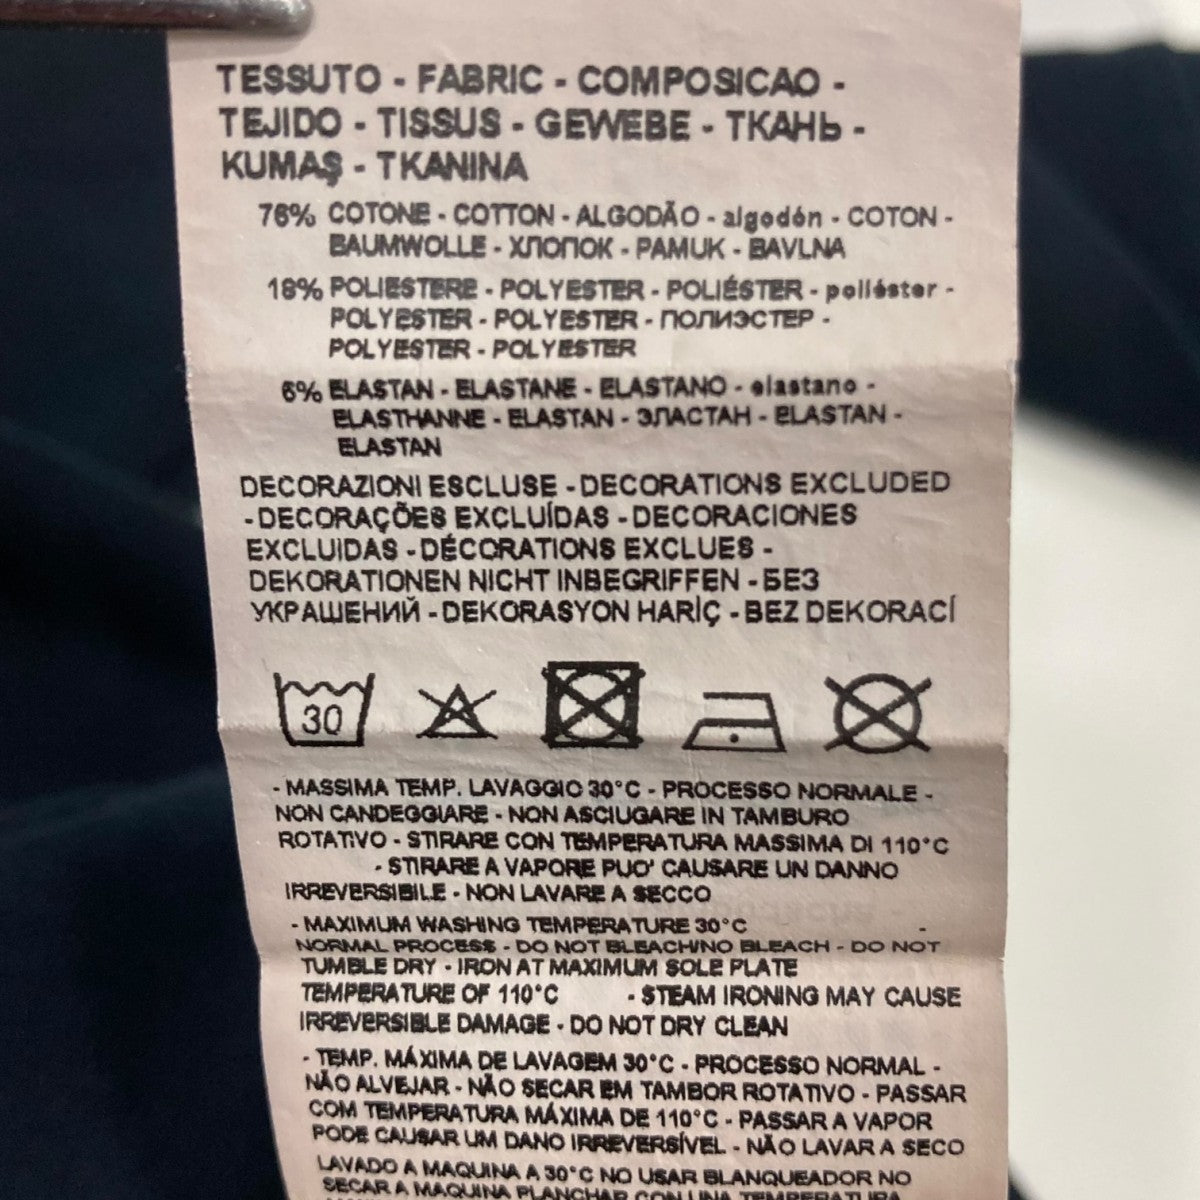 TESSUTO - FABRIC - COMPOSICAO -
TEJIDO - TISSUS - GEWEBE - ТКАНЬ -
KUMAŞ - TKANINA
76% COTONE - COTTON - ALGODÃO - algodón - COTON -
BAUMWOLLE - ХЛОПОК - PAMUK - BAVLNA
18% POLIESTERE - POLYESTER - POLIÉSTER - poliéster -
POLYESTER - POLYESTER - ПОЛИЭСТЕР -
POLYESTER - POLYESTER
6% ELASTAN - ELASTANE - ELASTANO - elastano -
ELASTHANNE - ELASTAN - ЭЛАСТАН - ELASTAN -
ELASTAN
DECORAZIONI ESCLUSE - DECORATIONS EXCLUDED
- DECORAÇÕES EXCLUÍDAS - DECORACIONES
EXCLUIDAS - DÉCORATIONS EXCLUES -
DEKORATIONEN NICHT INBEGRIFFEN - БЕЗ
УКРАШЕНИЙ - DEKORASYON HARİÇ - BEZ DEKORACÍ
30
- MASSIMA TEMP. LAVAGGIO 30°C - PROCESSO NORMALE -
NON CANDEGGIARE - NON ASCIUGARE IN TAMBURO
ROTATIVO - STIRARE CON TEMPERATURA MASSIMA DI 110°C
- STIRARE A VAPORE PUO' CAUSARE UN DANNO
IRREVERSIBILE - NON LAVARE A SECCO
- MAXIMUM WASHING TEMPERATURE 30°C -
NORMAL PROCESS - DO NOT BLEACH/NO BLEACH - DO NOT
TUMBLE DRY - IRON AT MAXIMUM SOLE PLATE
TEMPERATURE OF 110°C - STEAM IRONING MAY CAUSE
IRREVERSIBLE DAMAGE - DO NOT DRY CLEAN
- TEMP. MÁXIMA DE LAVAGEM 30°C - PROCESSO NORMAL -
NÃO ALVEJAR - NÃO SECAR EM TAMBOR ROTATIVO - PASSAR
COM TEMPERATURA MÁXIMA DE 110°C - PASSAR A VAPOR
PODE CAUSAR UM DANO IRREVERSÍVEL - NÃO LAVAR A SECO
LAVADO A MAQUINA A 30°C NO USAR BLANQUEADOR NO
SECAR A MAQUINA PLANCHAR CON UNA TEMPERATURA